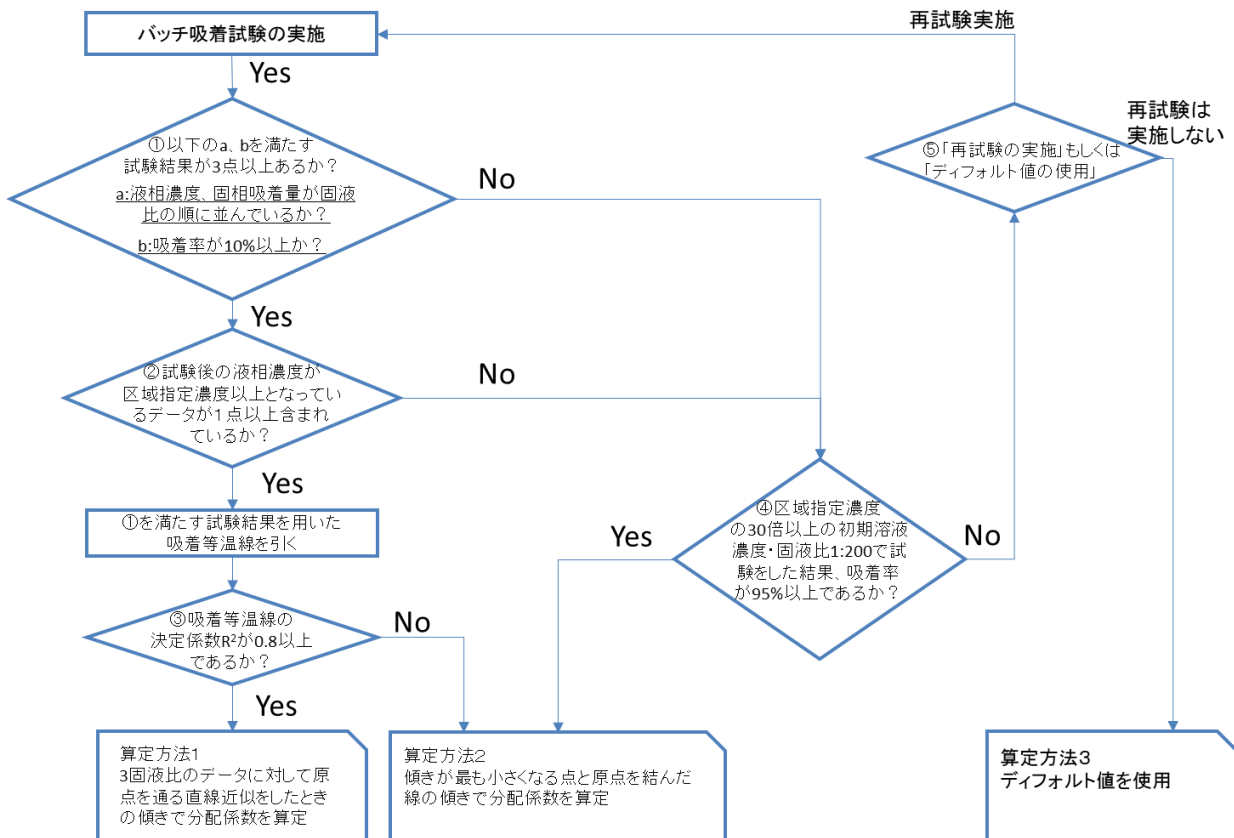 バッチ吸着試験の実施
再試験実施
Yes
再試験は
実施しない
①以下のa、bを満たす
試験結果が3点以上あるか？
a:液相濃度、固相吸着量が固液
比の順に並んでいるか？
b:吸着率が10%以上か？
No
⑤「再試験の実施」もしくは
「ディフォルト値の使用」
Yes
②試験後の液相濃度が
区域指定濃度以上となってい
るデータが１点以上含まれ
ているか？
No
Yes
①を満たす試験結果を用いた
吸着等温線を引く
④区域指定濃度
の30倍以上の初期溶液
濃度・固液比1:200で試
験をした結果、吸着率
が95%以上であるか？
Yes
No
③吸着等温線の
決定係数R²が0.8以上
であるか？
No
Yes
算定方法1
3固液比のデータに対して原
点を通る直線近似をしたとき
の傾きで分配係数を算定
算定方法2
傾きが最も小さくなる点と原点を結んだ
線の傾きで分配係数を算定
算定方法３
ディフォルト値を使用